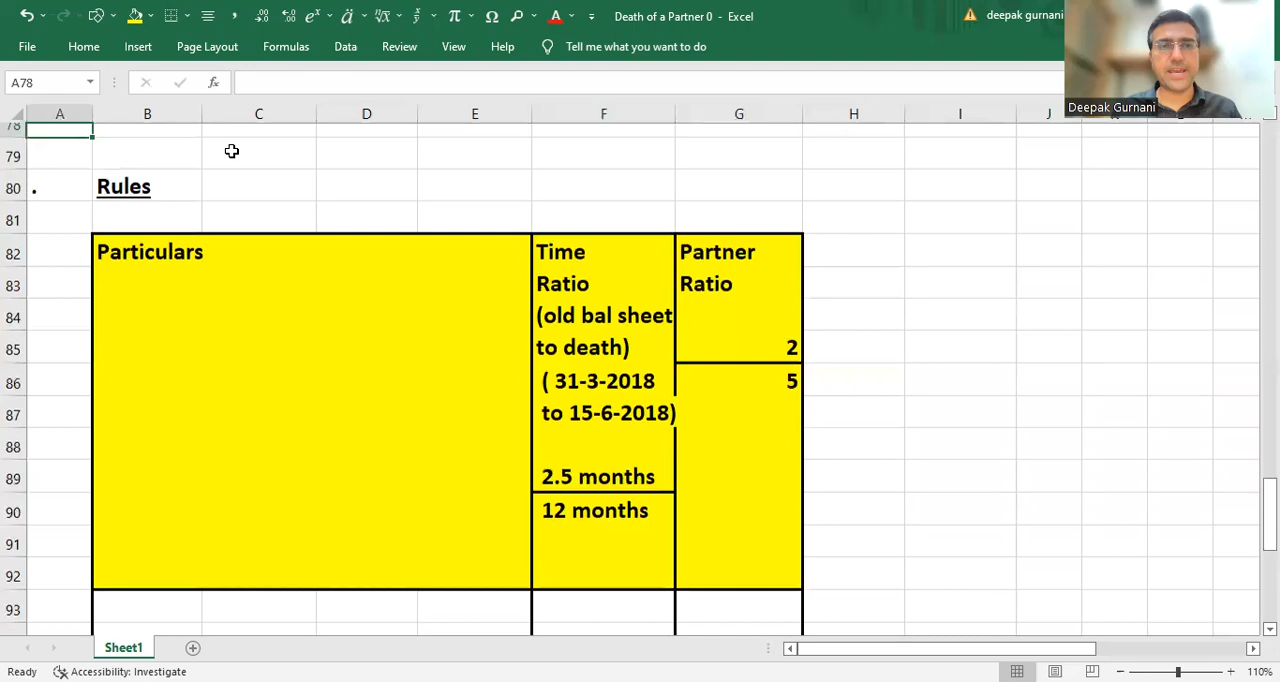 Death of a Partner 0 - Excel
deepak gurnani
File Home Insert Page Layout Formulas Data Review View Help Tell me what you want to do
A78
fx
Deepak Gurnani
A B C D E F G H I J
78
79
80 . Rules
81
82 Particulars Time Partner
83 Ratio Ratio
84 (old bal sheet
85 to death) 2
86 ( 31-3-2018 5
87 to 15-6-2018)
88
89 2.5 months
90 12 months
91
92
93
Sheet1
Ready Accessibility: Investigate 110%